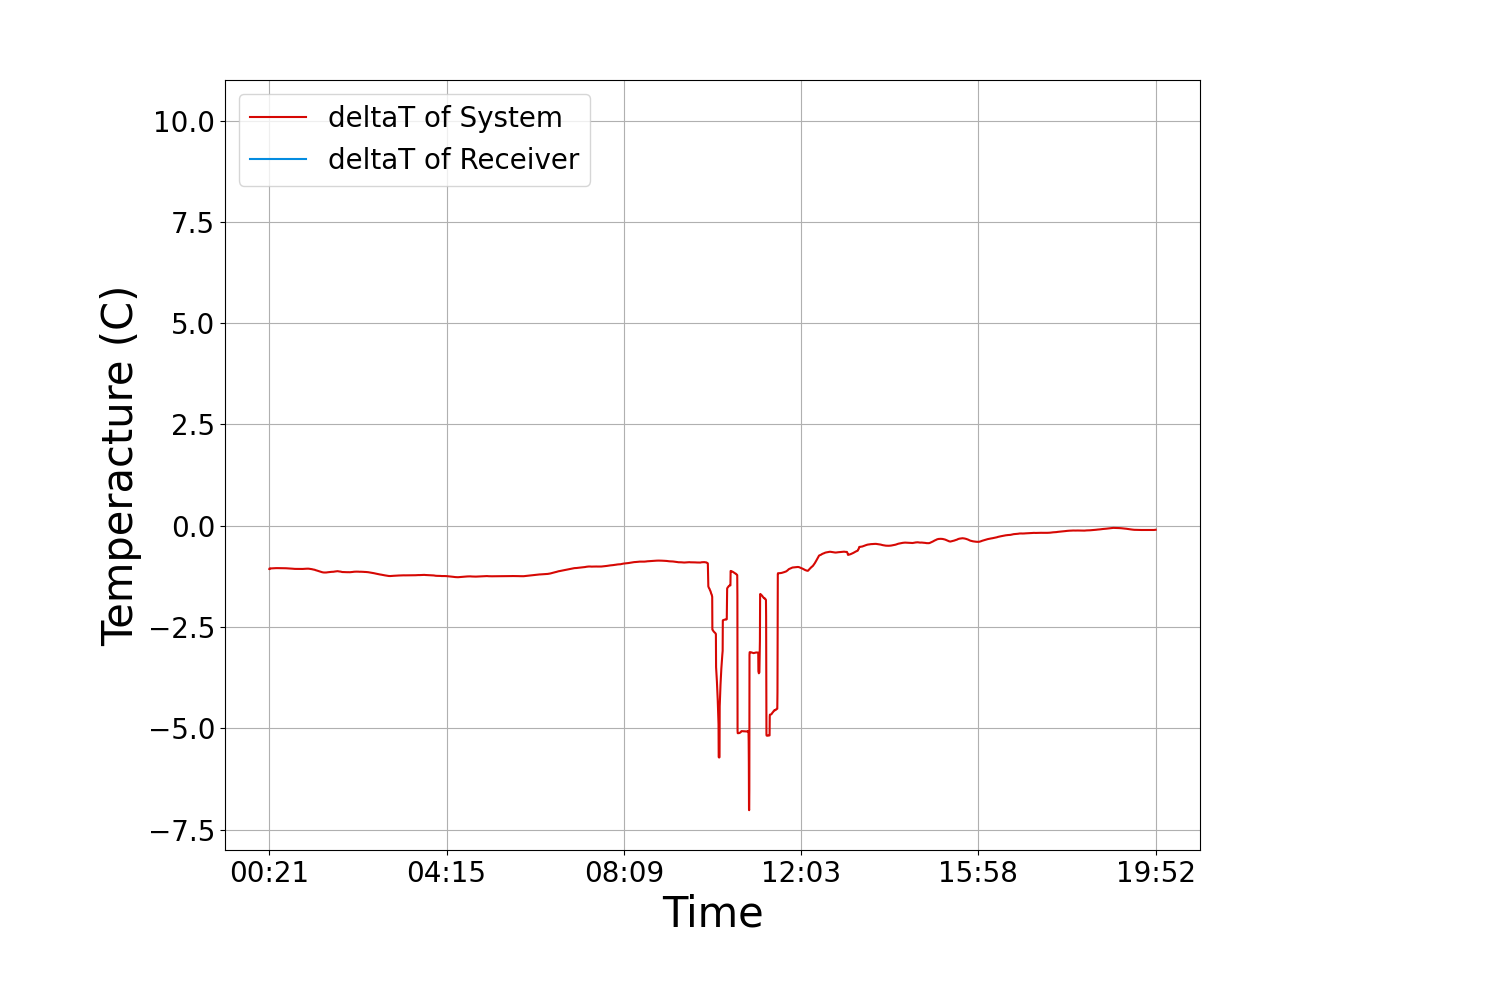 deltaT of System
deltaT of Receiver
10.0
7.5
5.0
2.5
0.0
−2.5
−5.0
−7.5
Temperacture (C)
00:21 04:15 08:09 12:03 15:58 19:52
Time